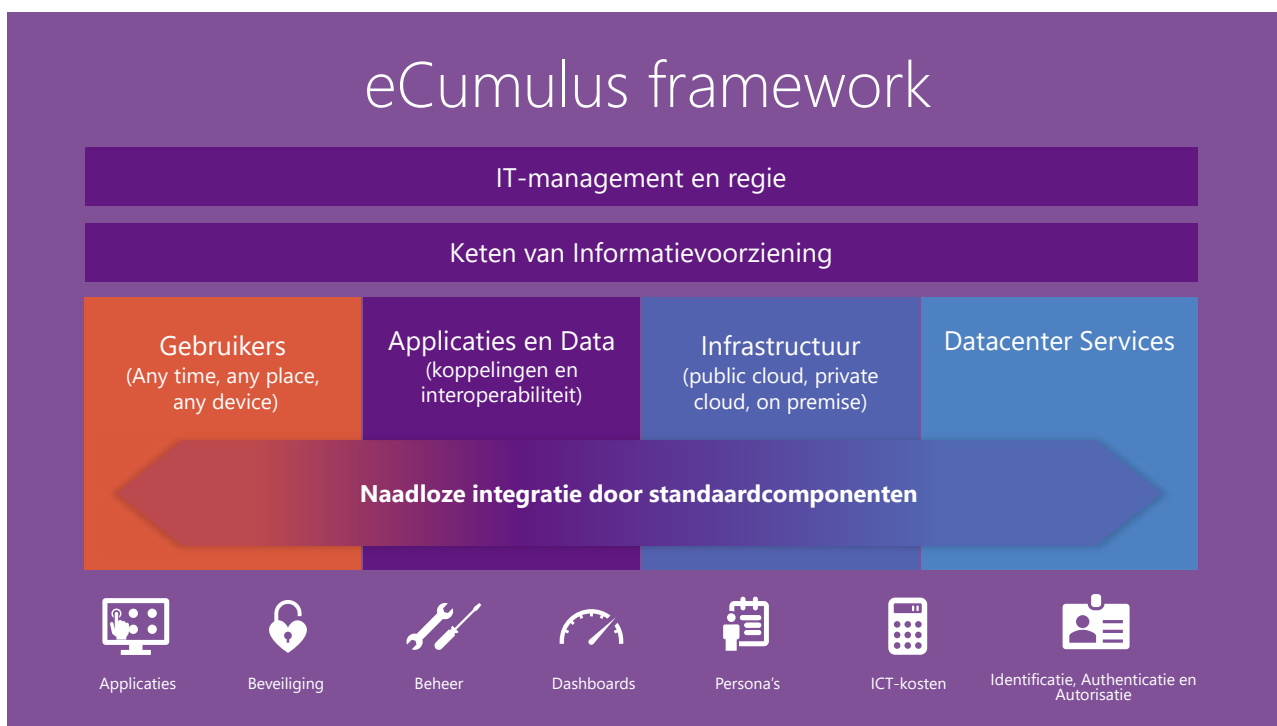 eCumulus framework
IT-management en regie
Keten van Informatievoorziening
Gebruikers
(Any time, any place,
any device)
Applicaties en Data
(koppelingen en
interoperabiliteit)
Infrastructuur
(public cloud, private
cloud, on premise)
Datacenter Services
Naadloze integratie door standaardcomponenten
Applicaties
Beveiliging
Beheer
Dashboards
Persona's
ICT-kosten
Identificatie, Authenticatie en
Autorisatie